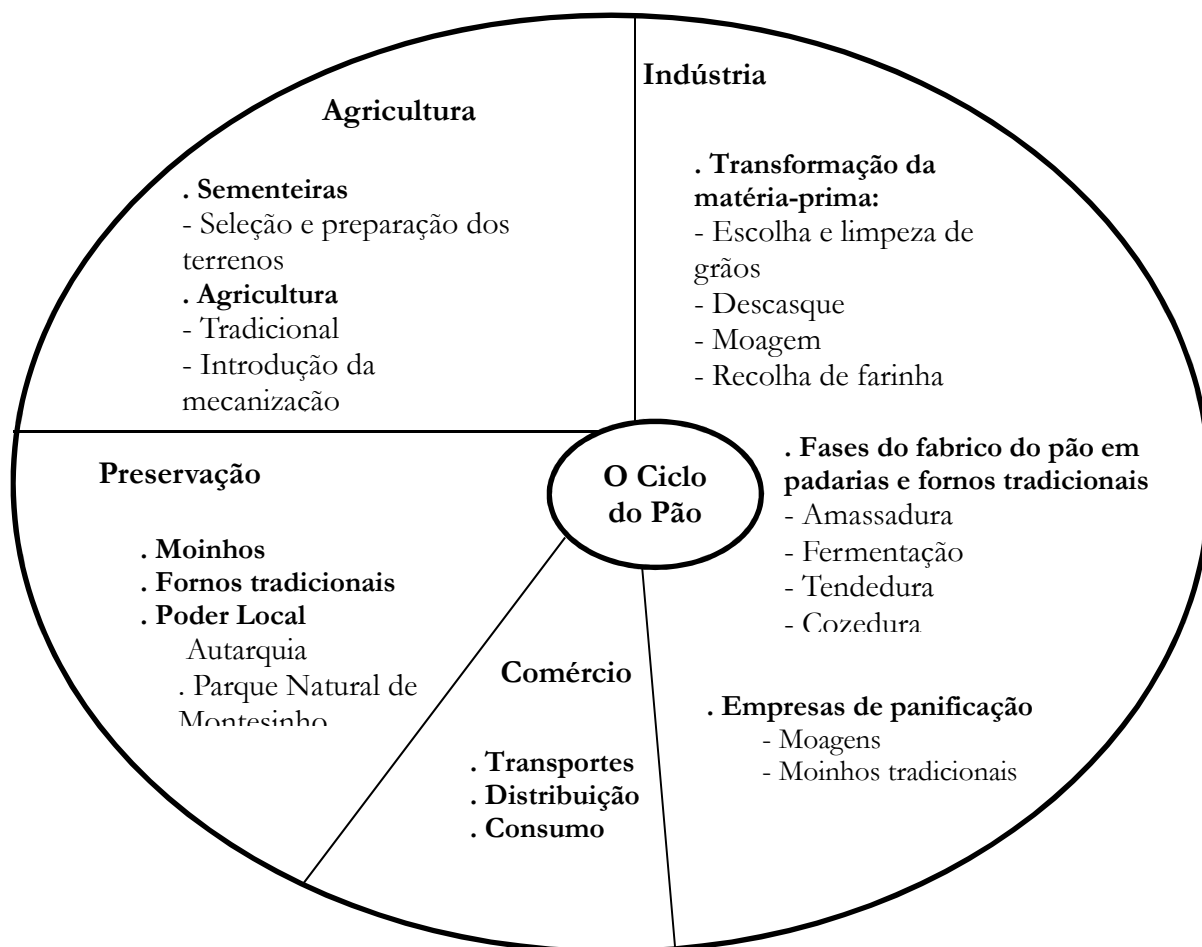 Agricultura
. Sementeiras
- Seleção e preparação dos
terrenos
. Agricultura
- Tradicional
- Introdução da
mecanização
Indústria
. Transformação da
matéria-prima:
- Escolha e limpeza de
grãos
- Descasque
- Moagem
- Recolha de farinha
. Fases do fabrico do pão em
padarias e fornos tradicionais
- Amassadura
- Fermentação
- Tendedura
- Cozedura
. Empresas de panificação
- Moagens
- Moinhos tradicionais
O Ciclo
do Pão
Preservação
. Moinhos
. Fornos tradicionais
. Poder Local
Autarquia
. Parque Natural de
Montesinho
Comércio
. Transportes
. Distribuição
. Consumo